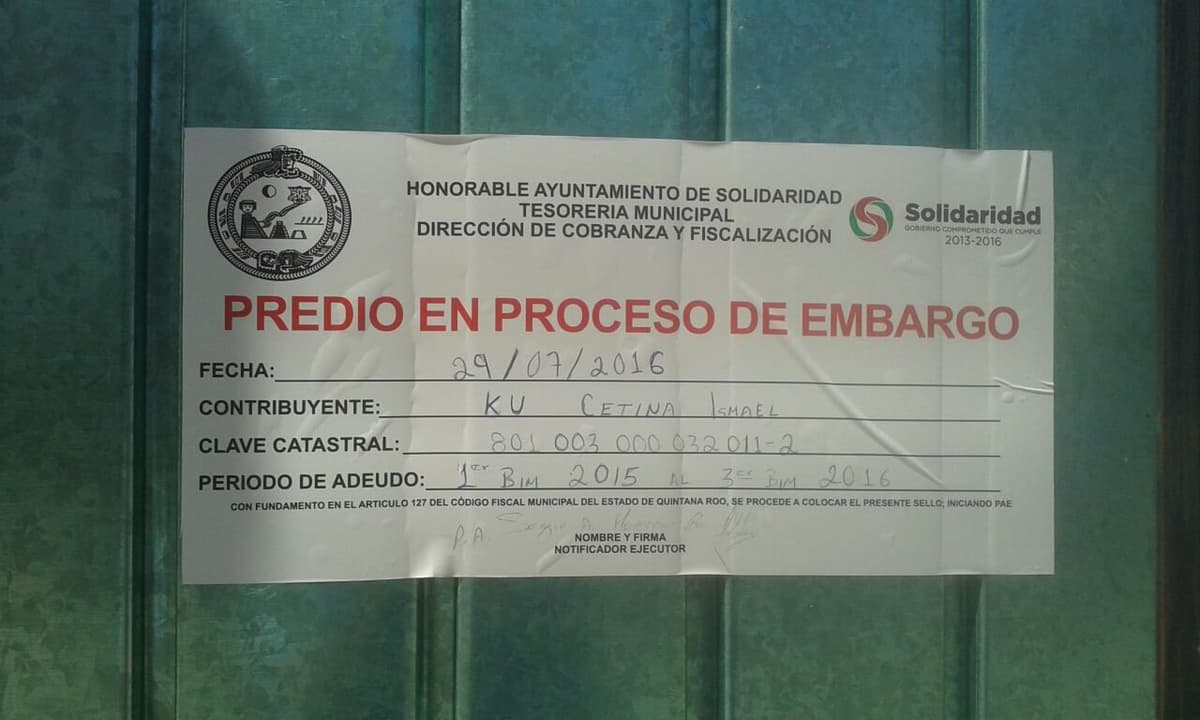 HONORABLE AYUNTAMIENTO DE SOLIDARIDAD
TESORERIA MUNICIPAL
DIRECCIÓN DE COBRANZA Y FISCALIZACIÓN
Solidaridad
GOBIERNO COMPROMETIDO QUE CUMPLE
2013-2016
PREDIO EN PROCESO DE EMBARGO
FECHA: 29/07/2016
CONTRIBUYENTE: KU CETINA ISMAEL
CLAVE CATASTRAL: 801 003 000 032 011-2
PERIODO DE ADEUDO: 1er BIM 2015 AL 3er BIM 2016
CON FUNDAMENTO EN EL ARTICULO 127 DEL CÓDIGO FISCAL MUNICIPAL DEL ESTADO DE QUINTANA ROO, SE PROCEDE A COLOCAR EL PRESENTE SELLO; INICIANDO PAE
P.A.
NOMBRE Y FIRMA
NOTIFICADOR EJECUTOR